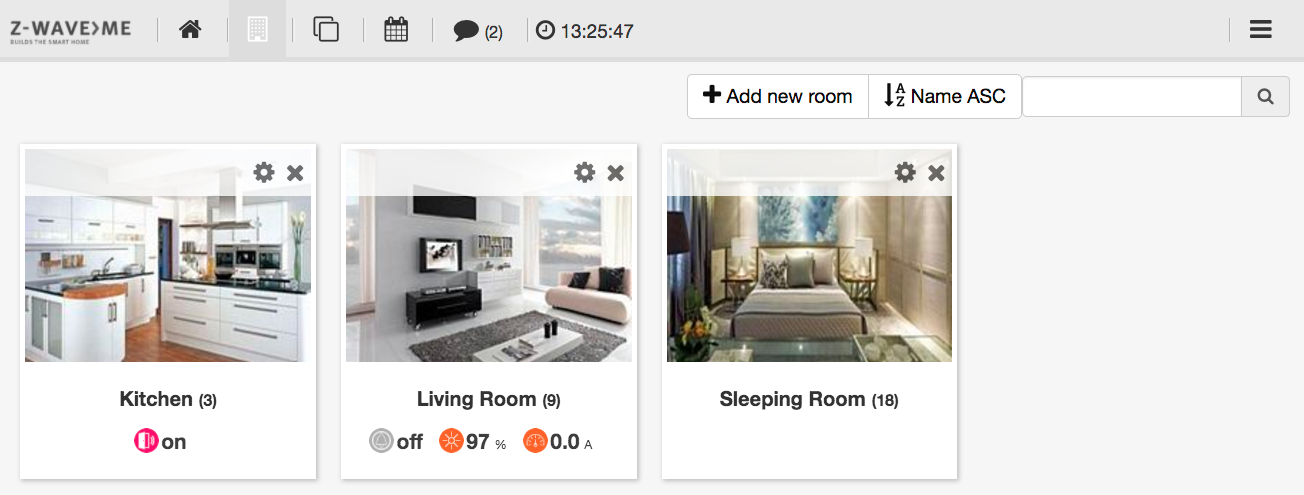 Z-WAVE>ME
BUILDS THE SMART HOME
(2)
13:25:47
Add new room
AZ Name ASC
Kitchen (3)
Living Room (9)
Sleeping Room (18)
on
off 97 % 0.0 A